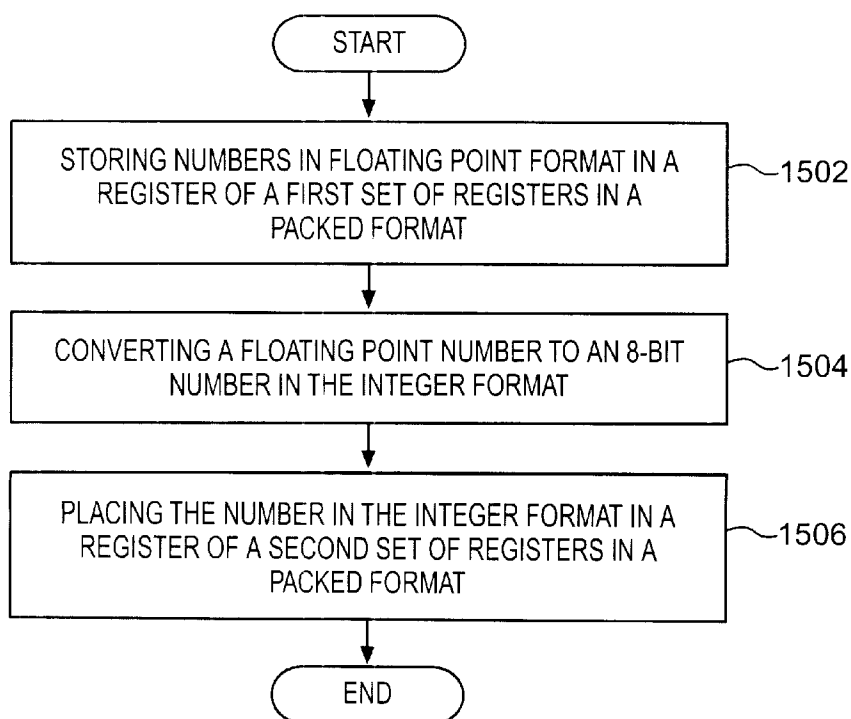 START
STORING NUMBERS IN FLOATING POINT FORMAT IN A
REGISTER OF A FIRST SET OF REGISTERS IN A
PACKED FORMAT
1502
CONVERTING A FLOATING POINT NUMBER TO AN 8-BIT
NUMBER IN THE INTEGER FORMAT
1504
PLACING THE NUMBER IN THE INTEGER FORMAT IN A
REGISTER OF A SECOND SET OF REGISTERS IN A
PACKED FORMAT
1506
END